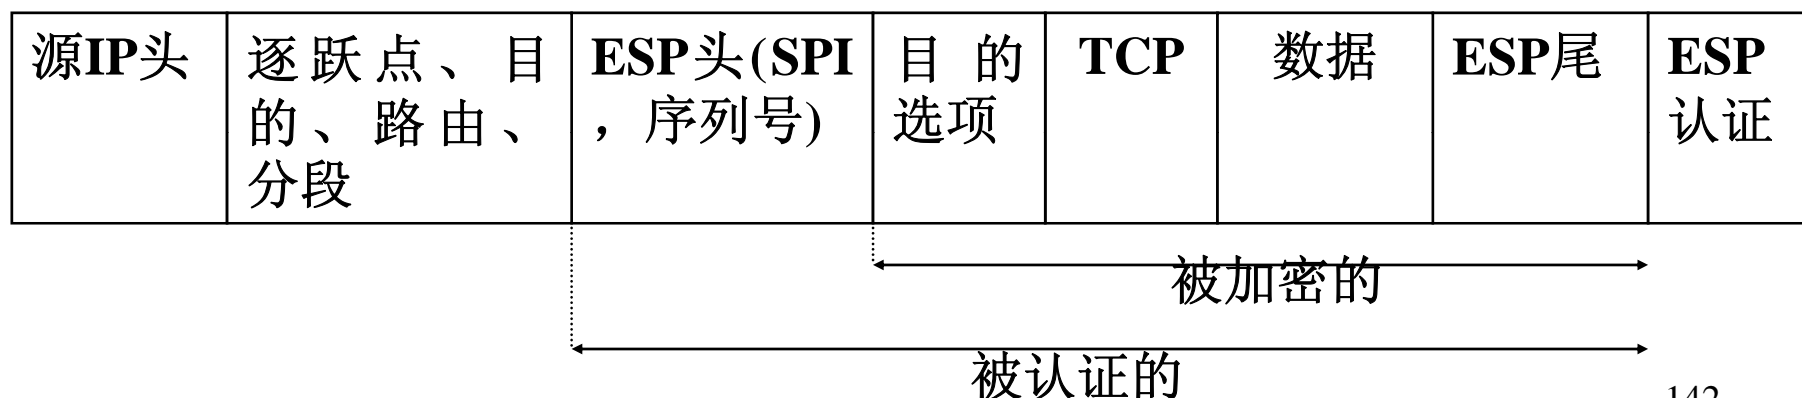 源IP头
逐跃点、目
的、路由、
分段
ESP头(SPI
，序列号)
目的
选项
TCP
数据
ESP尾
ESP
认证
被加密的
被认证的
142